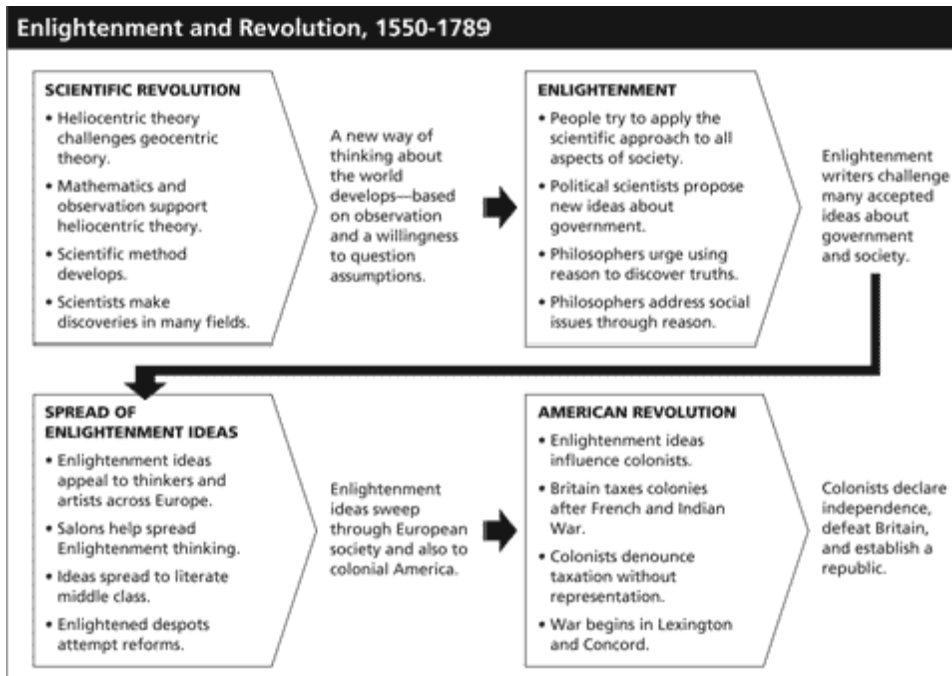 Enlightenment and Revolution, 1550-1789
SCIENTIFIC REVOLUTION
• Heliocentric theory
challenges geocentric
theory.
• Mathematics and
observation support
heliocentric theory.
• Scientific method
develops.
• Scientists make
discoveries in many fields.
A new way of
thinking about
the world
develops—based
on observation
and a willingness
to question
assumptions.
ENLIGHTENMENT
• People try to apply the
scientific approach to all
aspects of society.
• Political scientists propose
new ideas about
government.
• Philosophers urge using
reason to discover truths.
• Philosophers address social
issues through reason.
Enlightenment
writers challenge
many accepted
ideas about
government
and society.
SPREAD OF
ENLIGHTENMENT IDEAS
• Enlightenment ideas
appeal to thinkers and
artists across Europe.
• Salons help spread
Enlightenment thinking.
• Ideas spread to literate
middle class.
• Enlightened despots
attempt reforms.
Enlightenment
ideas sweep
through European
society and also to
colonial America.
AMERICAN REVOLUTION
• Enlightenment ideas
influence colonists.
• Britain taxes colonies
after French and Indian
War.
• Colonists denounce
taxation without
representation.
• War begins in Lexington
and Concord.
Colonists declare
independence,
defeat Britain,
and establish a
republic.